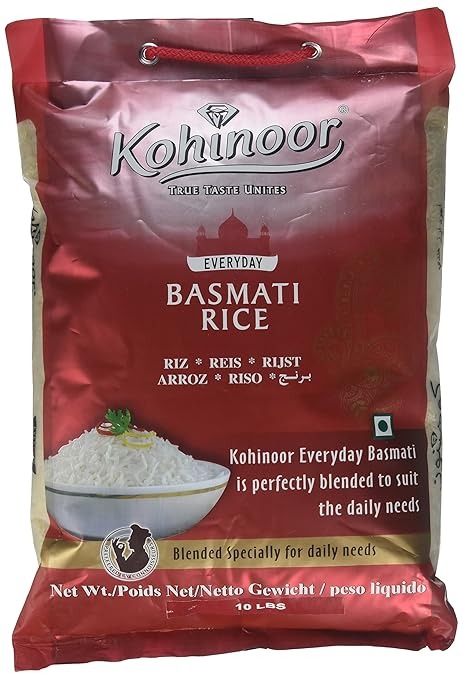 Kohinoor®
TRUE TASTE UNITES
EVERYDAY
BASMATI
RICE
RIZ * REIS * RIJST
ARROZ * RISO * برنج
Kohinoor Everyday Basmati
is perfectly blended to suit
the daily needs
Blended Specially for daily needs
Net Wt./Poids Net/Netto Gewicht / peso liquido
10 LBS